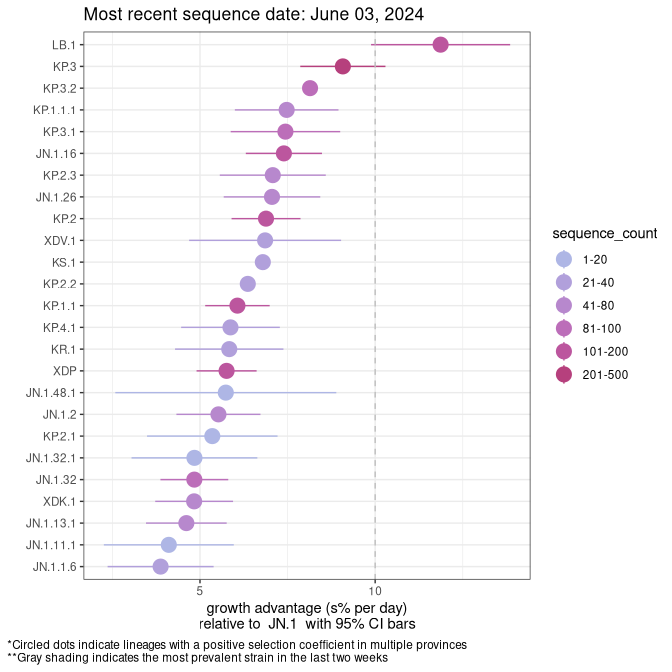 Most recent sequence date: June 03, 2024
LB.1
KP.3
KP.3.2
KP.1.1.1
KP.3.1
JN.1.16
KP.2.3
JN.1.26
KP.2
XDV.1
KS.1
KP.2.2
KP.1.1
KP.4.1
KR.1
XDP
JN.1.48.1
JN.1.2
KP.2.1
JN.1.32.1
JN.1.32
XDK.1
JN.1.13.1
JN.1.11.1
JN.1.1.6
5 10
growth advantage (s% per day)
relative to JN.1 with 95% CI bars
sequence_count
1-20
21-40
41-80
81-100
101-200
201-500
*Circled dots indicate lineages with a positive selection coefficient in multiple provinces
**Gray shading indicates the most prevalent strain in the last two weeks